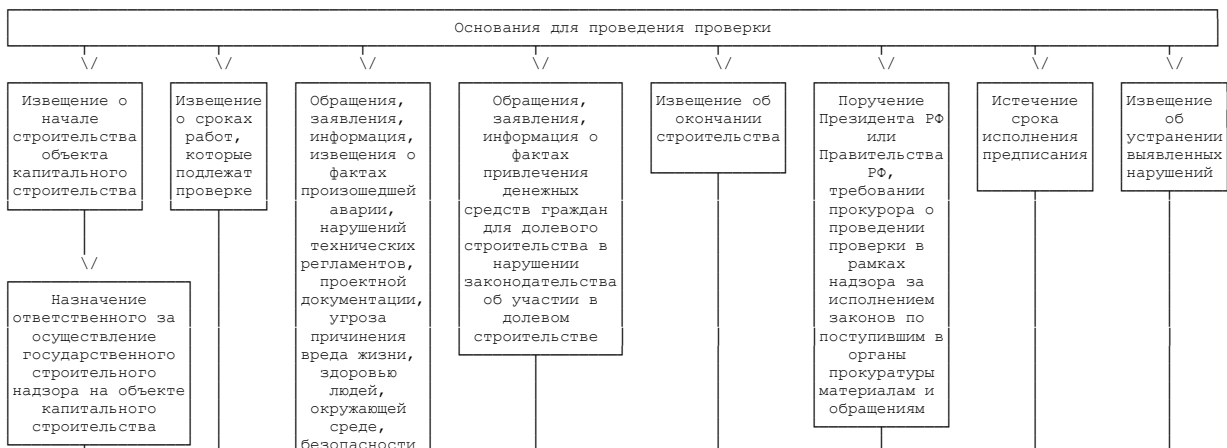 Основания для проведения проверки
\/ \/ \/ \/ \/ \/ \/ \/
Извещение о
начале
строительства
объекта
капитального
строительства
\/
Назначение
ответственного за
осуществление
государственного
строительного
надзора на объекте
капитального
строительства
Извещение
о сроках
работ,
которые
подлежат
проверке
Обращения,
заявления,
информация,
извещения о
фактах
произошедшей
аварии,
нарушений
технических
регламентов,
проектной
документации,
угроза
причинения
вреда жизни,
здоровью
людей,
окружающей
среде,
безопасности
Обращения,
заявления,
информация о
фактах
привлечения
денежных
средств граждан
для долевого
строительства в
нарушении
законодательства
об участии в
долевом
строительстве
Извещение об
окончании
строительства
Поручение
Президента РФ
или
Правительства
РФ,
требовании
прокурора о
проведении
проверки в
рамках
надзора за
исполнением
законов по
поступившим в
органы
прокуратуры
материалам и
обращениям
Истечение
срока
исполнения
предписания
Извещение
об
устранении
выявленных
нарушений